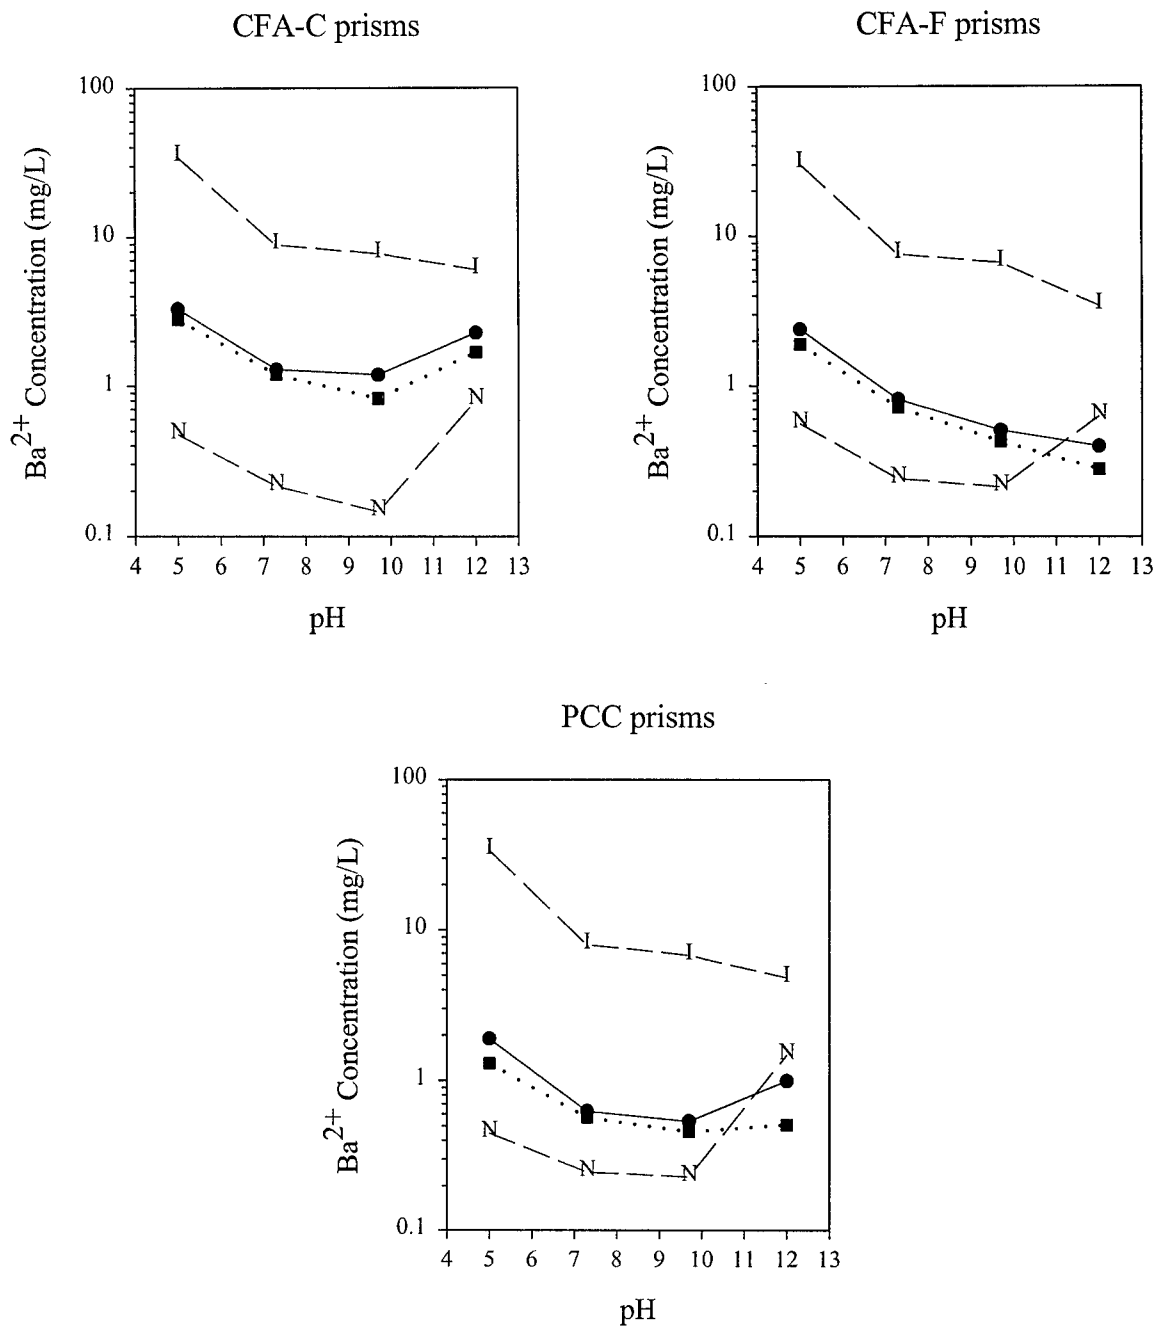 CFA-C prisms
100
10
1
0.1
Ba2+ Concentration (mg/L)
I
I
I
I
N
N
N
N
4 5 6 7 8 9 10 11 12 13
pH
CFA-F prisms
100
10
1
0.1
Ba2+ Concentration (mg/L)
I
I
I
I
N
N
N
N
4 5 6 7 8 9 10 11 12 13
pH
PCC prisms
100
10
1
0.1
Ba2+ Concentration (mg/L)
I
I
I
I
N
N
N
N
4 5 6 7 8 9 10 11 12 13
pH